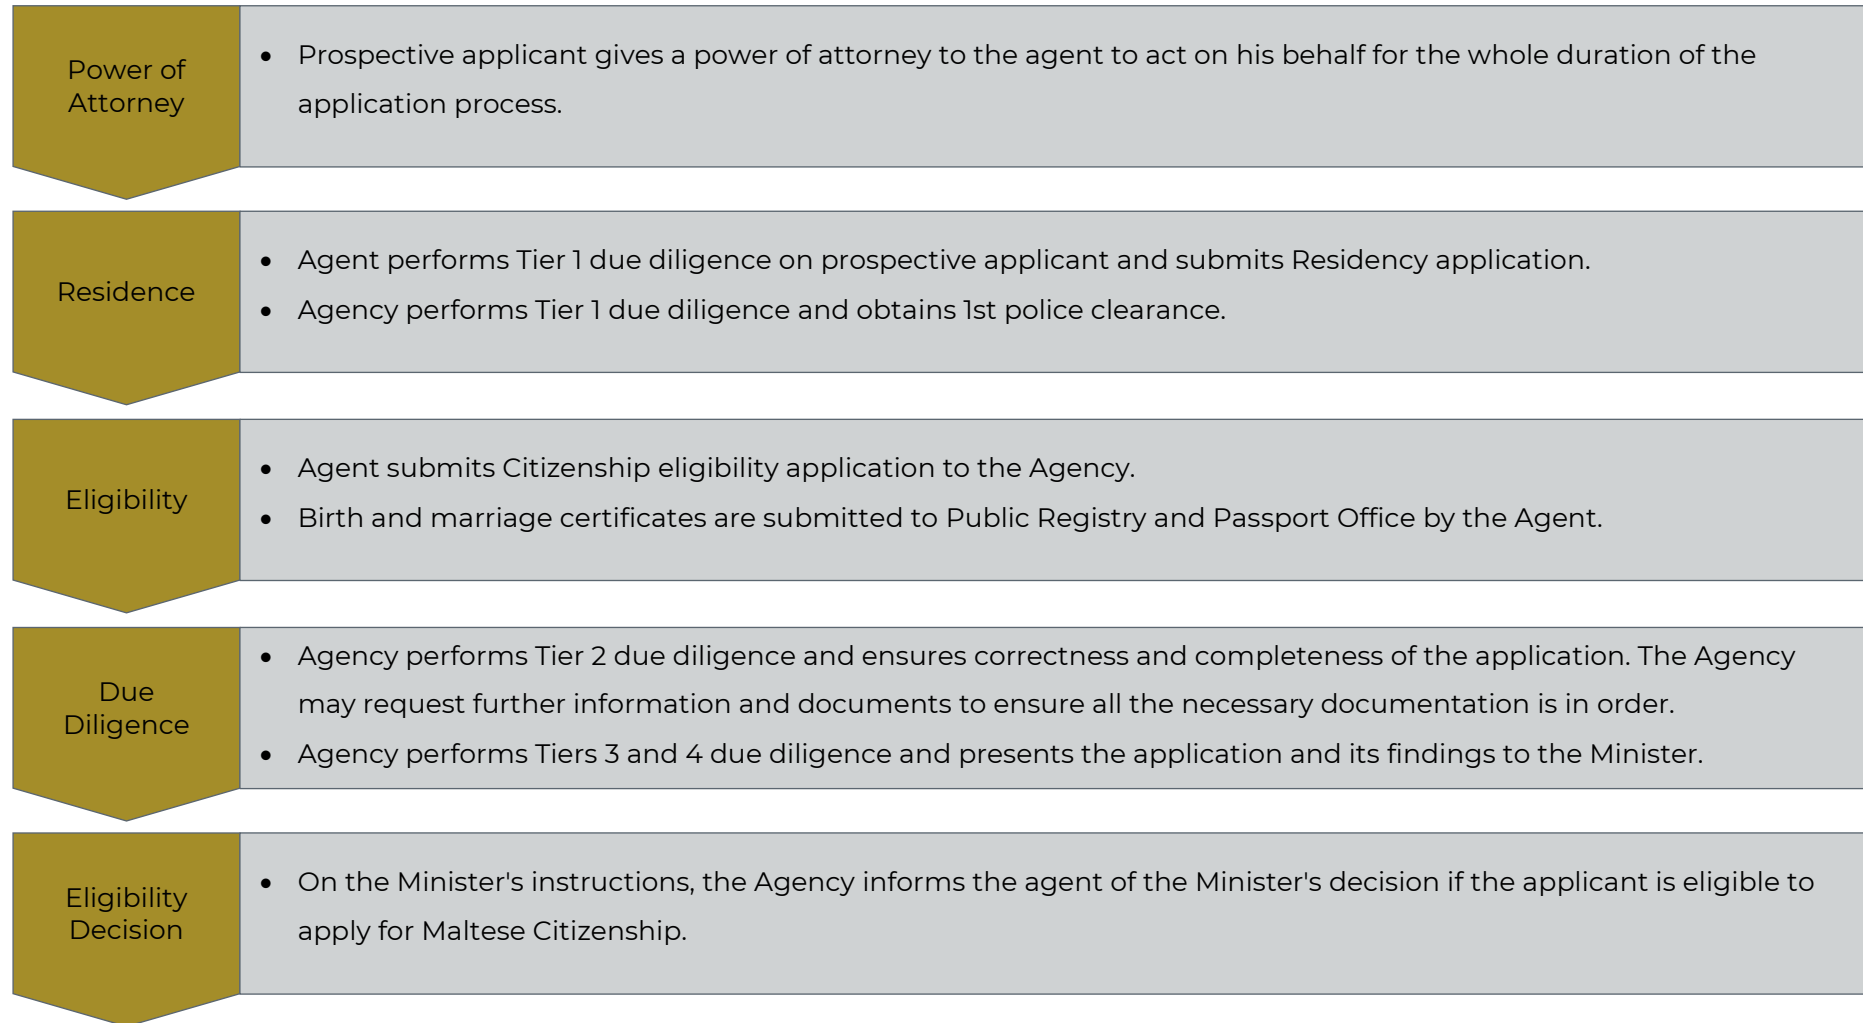 Power of
Attorney
• Prospective applicant gives a power of attorney to the agent to act on his behalf for the whole duration of the
application process.
Residence
• Agent performs Tier 1 due diligence on prospective applicant and submits Residency application.
• Agency performs Tier 1 due diligence and obtains 1st police clearance.
Eligibility
• Agent submits Citizenship eligibility application to the Agency.
• Birth and marriage certificates are submitted to Public Registry and Passport Office by the Agent.
Due
Diligence
• Agency performs Tier 2 due diligence and ensures correctness and completeness of the application. The Agency
may request further information and documents to ensure all the necessary documentation is in order.
• Agency performs Tiers 3 and 4 due diligence and presents the application and its findings to the Minister.
Eligibility
Decision
• On the Minister's instructions, the Agency informs the agent of the Minister's decision if the applicant is eligible to
apply for Maltese Citizenship.